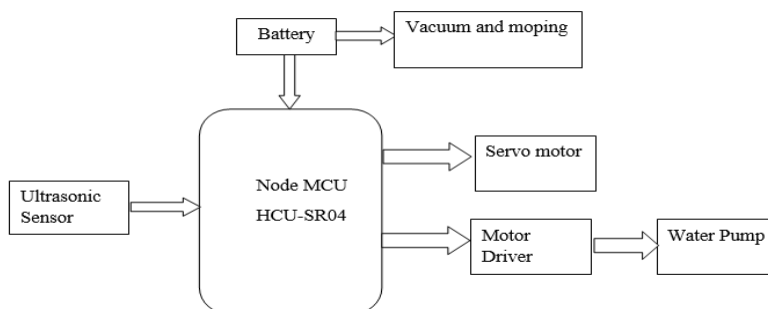 Battery
Vacuum and moping
Servo motor
Node MCU
HCU-SR04
Ultrasonic
Sensor
Motor
Driver
Water Pump